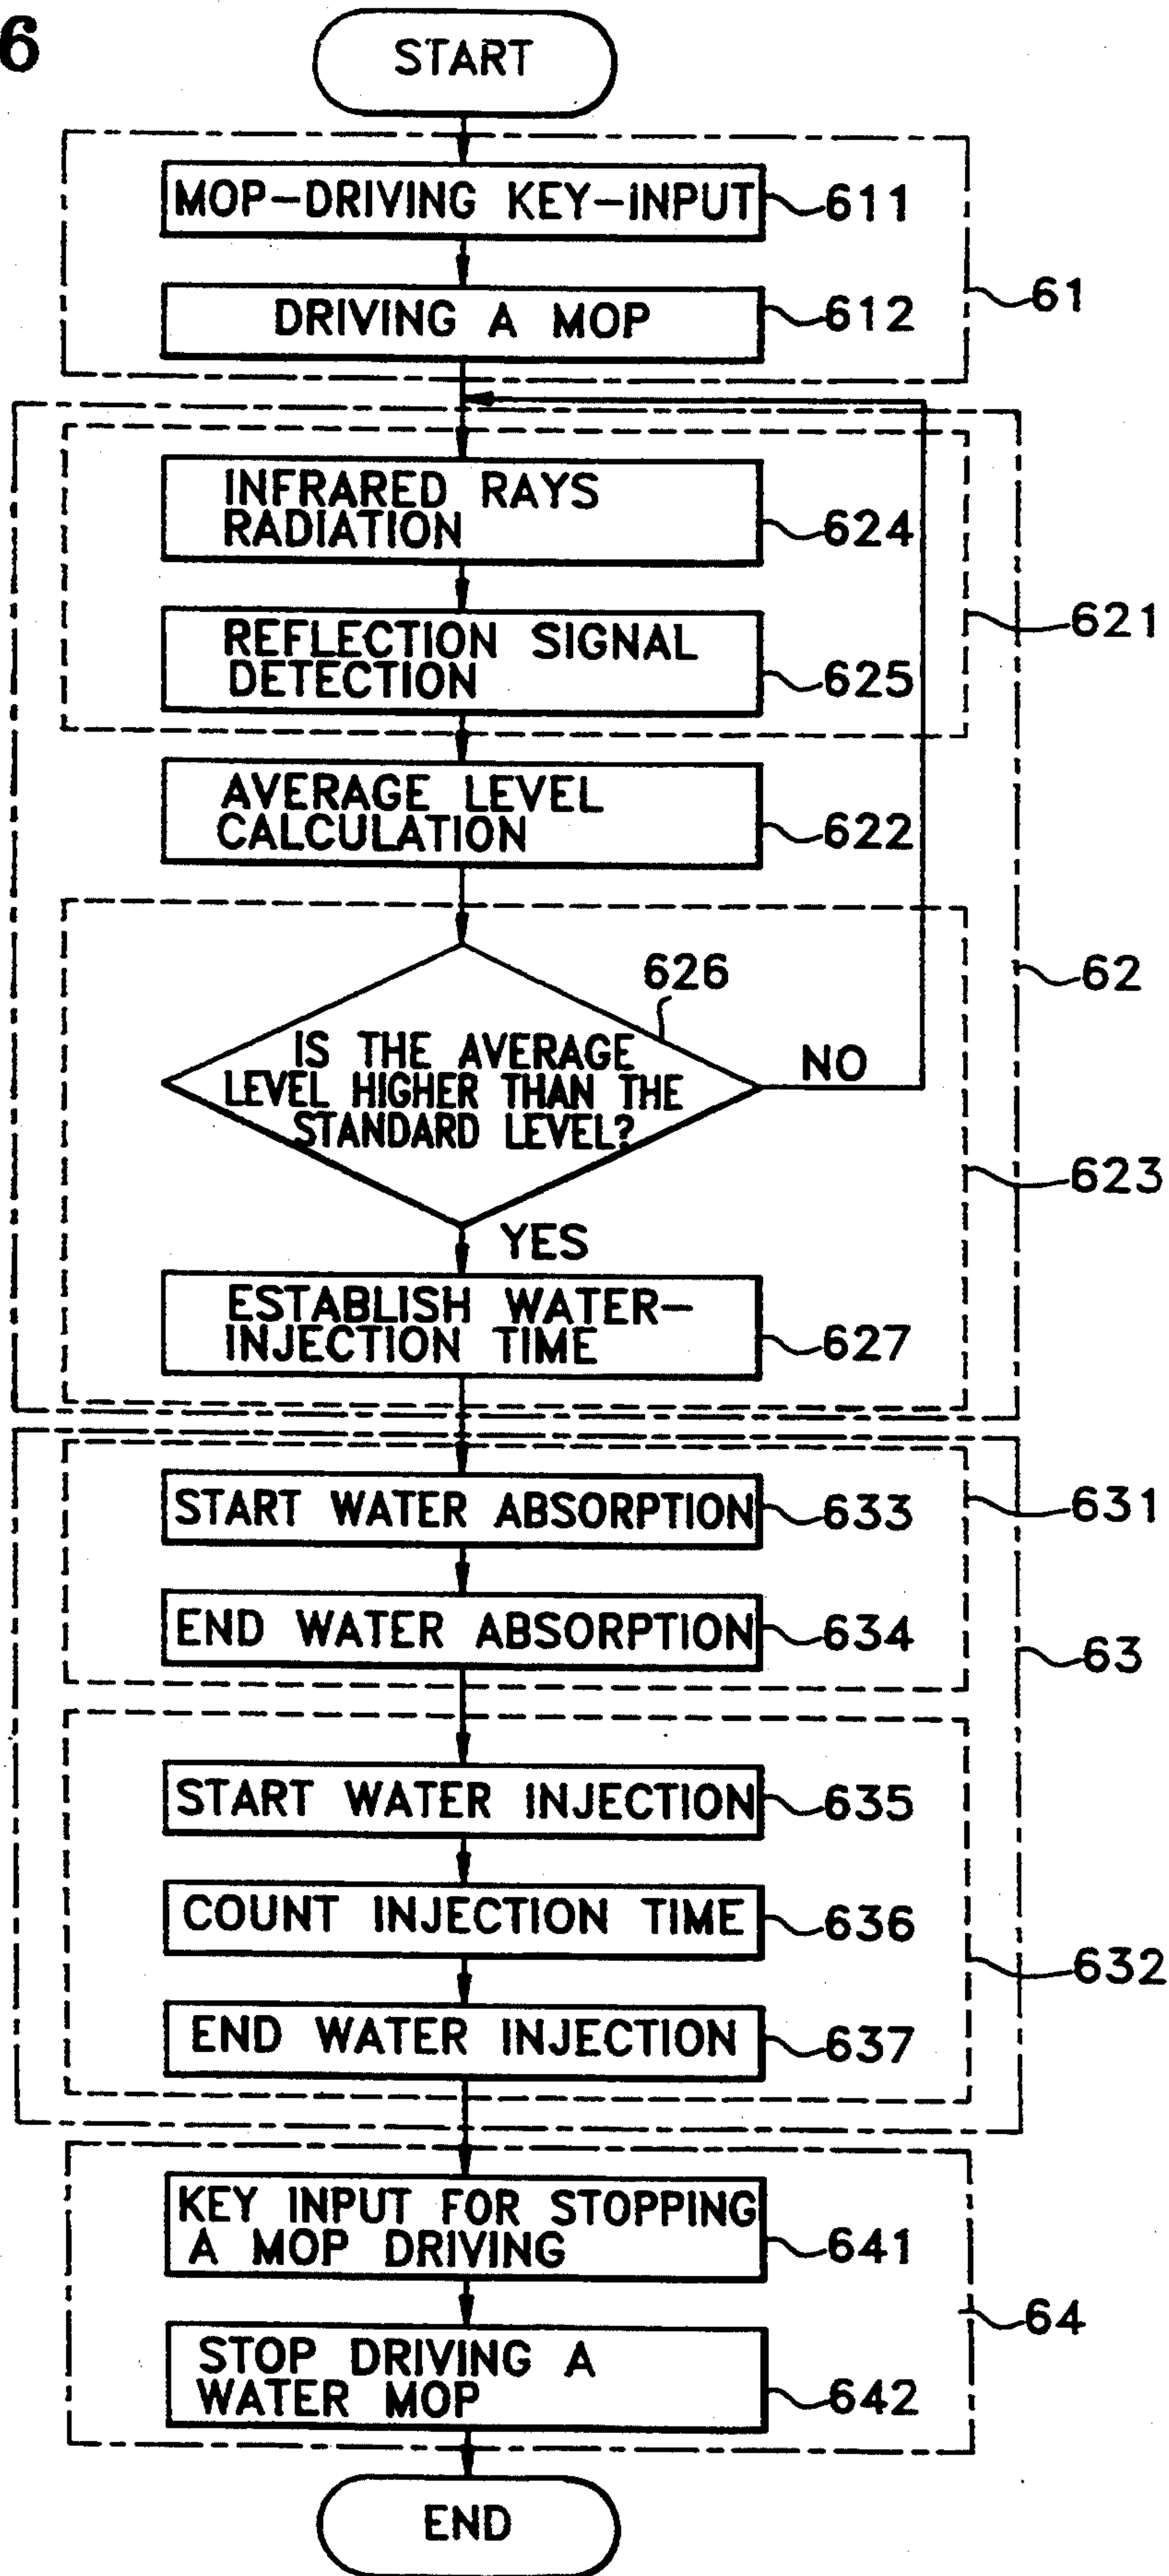 6
START
MOP-DRIVING KEY-INPUT
611
DRIVING A MOP
612
61
INFRARED RAYS
RADIATION
624
REFLECTION SIGNAL
DETECTION
625
621
AVERAGE LEVEL
CALCULATION
622
62
626
IS THE AVERAGE
LEVEL HIGHER THAN THE
STANDARD LEVEL?
NO
623
YES
ESTABLISH WATER-
INJECTION TIME
627
START WATER ABSORPTION
633
631
END WATER ABSORPTION
634
63
START WATER INJECTION
635
COUNT INJECTION TIME
636
632
END WATER INJECTION
637
KEY INPUT FOR STOPPING
A MOP DRIVING
641
64
STOP DRIVING A
WATER MOP
642
END